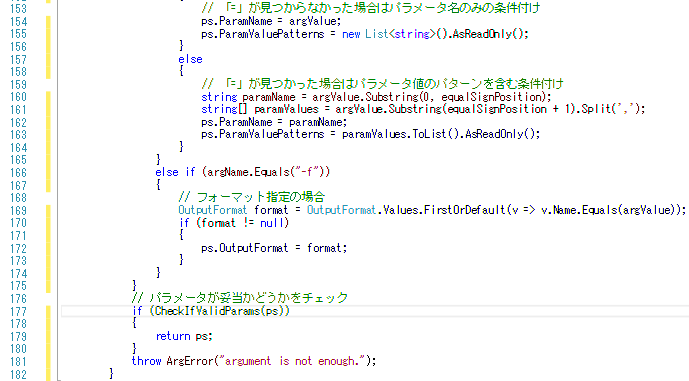 153 // 「=」が見つからなかった場合はパラメータ名のみの条件付け
154 ps.ParamName = argValue;
155 ps.ParamValuePatterns = new List<string>().AsReadOnly();
156 }
157 else
158 {
159 // 「=」が見つかった場合はパラメータ値のパターンを含む条件付け
160 string paramName = argValue.Substring(0, equalSignPosition);
161 string[] paramValues = argValue.Substring(equalSignPosition + 1).Split(',');
162 ps.ParamName = paramName;
163 ps.ParamValuePatterns = paramValues.ToList().AsReadOnly();
164 }
165 }
166 else if (argName.Equals("-f"))
167 {
168 // フォーマット指定の場合
169 OutputFormat format = OutputFormat.Values.FirstOrDefault(v => v.Name.Equals(argValue));
170 if (format != null)
171 {
172 ps.OutputFormat = format;
173 }
174 }
175 }
176 // パラメータが妥当かどうかをチェック
177 if (CheckIfValidParams(ps))
178 {
179 return ps;
180 }
181 throw ArgError("argument is not enough.");
182 }